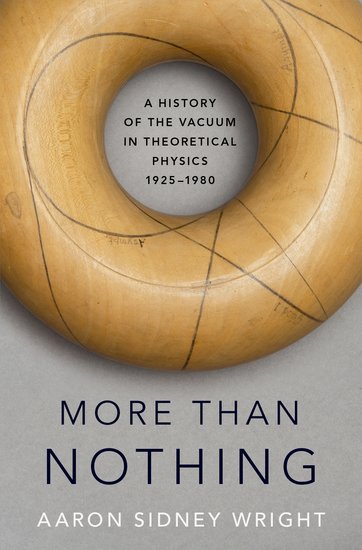 A HISTORY
OF THE VACUUM
IN THEORETICAL
PHYSICS
1925–1980
MORE THAN
NOTHING
AARON SIDNEY WRIGHT